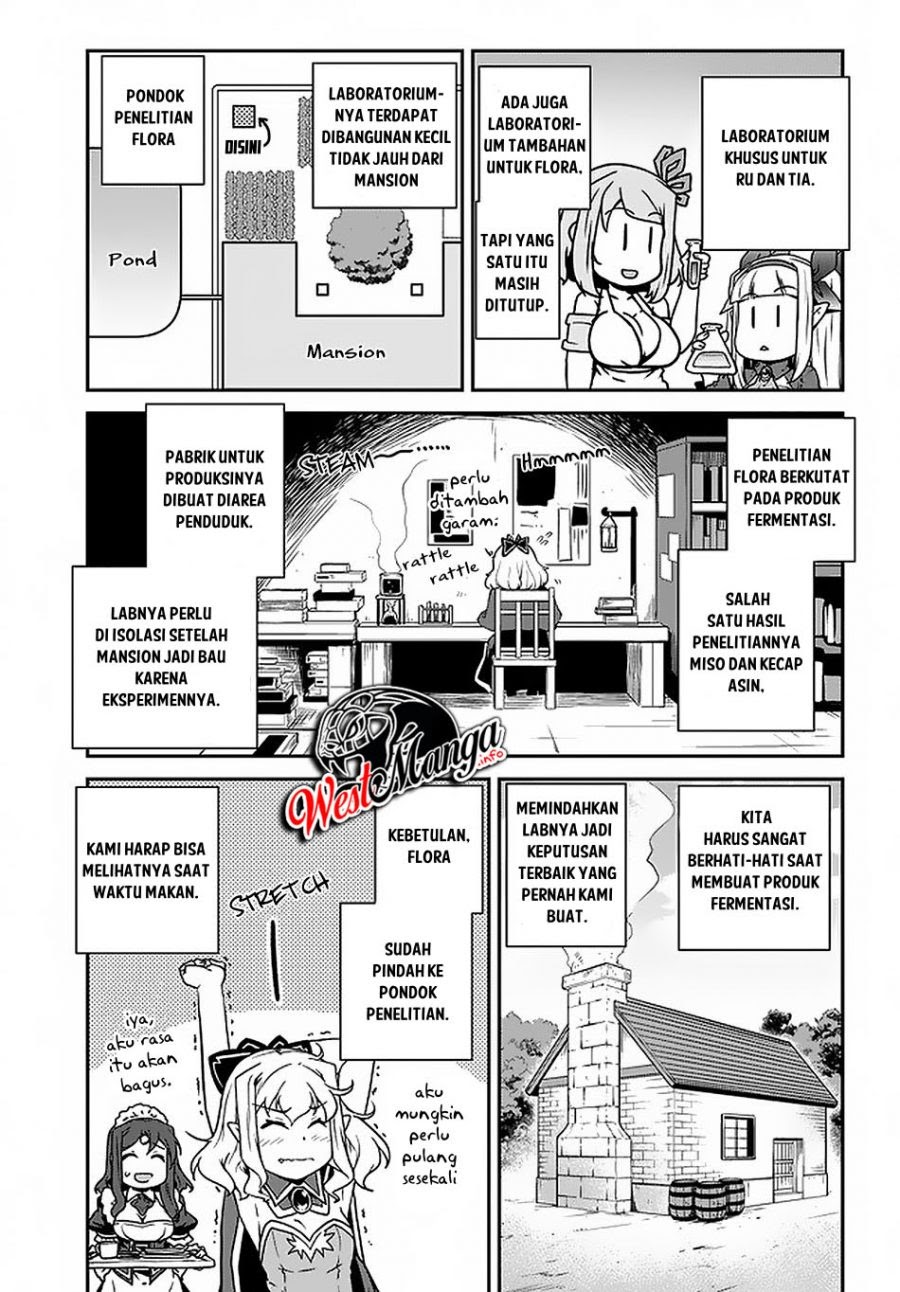 LABORATORIUM
KHUSUS UNTUK
RU DAN TIA.
ADA JUGA
LABORATORI-
UM TAMBAHAN
UNTUK FLORA,
TAPI YANG
SATU ITU
MASIH
DITUTUP.
LABORATORIUM-
NYA TERDAPAT
DIBANGUNAN KECIL
TIDAK JAUH DARI
MANSION
PONDOK
PENELITIAN
FLORA
DISINI
Pond
Mansion
PENELITIAN
FLORA BERKUTAT
PADA PRODUK
FERMENTASI.
SALAH
SATU HASIL
PENELITIANNYA
MISO DAN KECAP
ASIN,
Hmmmmm
perlu
ditambah
garam;
STEAM
rattle
rattle
PABRIK UNTUK
PRODUKSINYA
DIBUAT DIAREA
PENDUDUK.
LABNYA PERLU
DI ISOLASI SETELAH
MANSION JADI BAU
KARENA
EKSPERIMENNYA.
WestManga
.info
KITA
HARUS SANGAT
BERHATI-HATI SAAT
MEMBUAT PRODUK
FERMENTASI.
MEMINDAHKAN
LABNYA JADI
KEPUTUSAN
TERBAIK YANG
PERNAH KAMI
BUAT.
KEBETULAN,
FLORA
SUDAH
PINDAH KE
PONDOK
PENELITIAN.
KAMI HARAP BISA
MELIHATNYA SAAT
WAKTU MAKAN.
STRETCH
aku
mungkin
perlu
pulang
sesekali
iya,
aku rasa
itu akan
bagus.